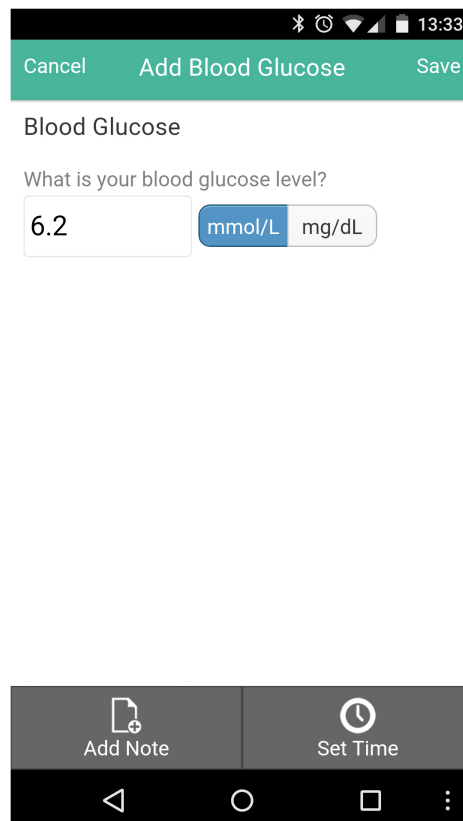 13:33
Cancel Add Blood Glucose Save
Blood Glucose
What is your blood glucose level?
6.2 mmol/L mg/dL
Add Note Set Time